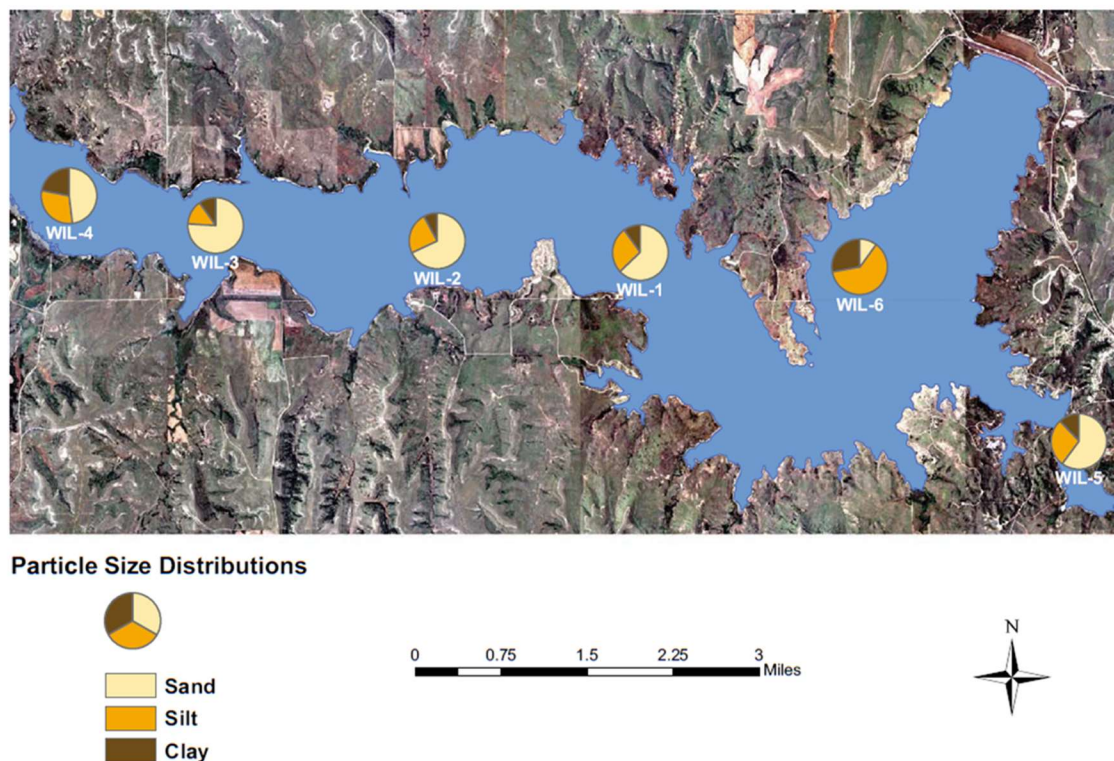 WIL-4
WIL-3
WIL-2
WIL-1
WIL-6
WIL-5
Particle Size Distributions
Sand
Silt
Clay
0 0.75 1.5 2.25 3
Miles
N